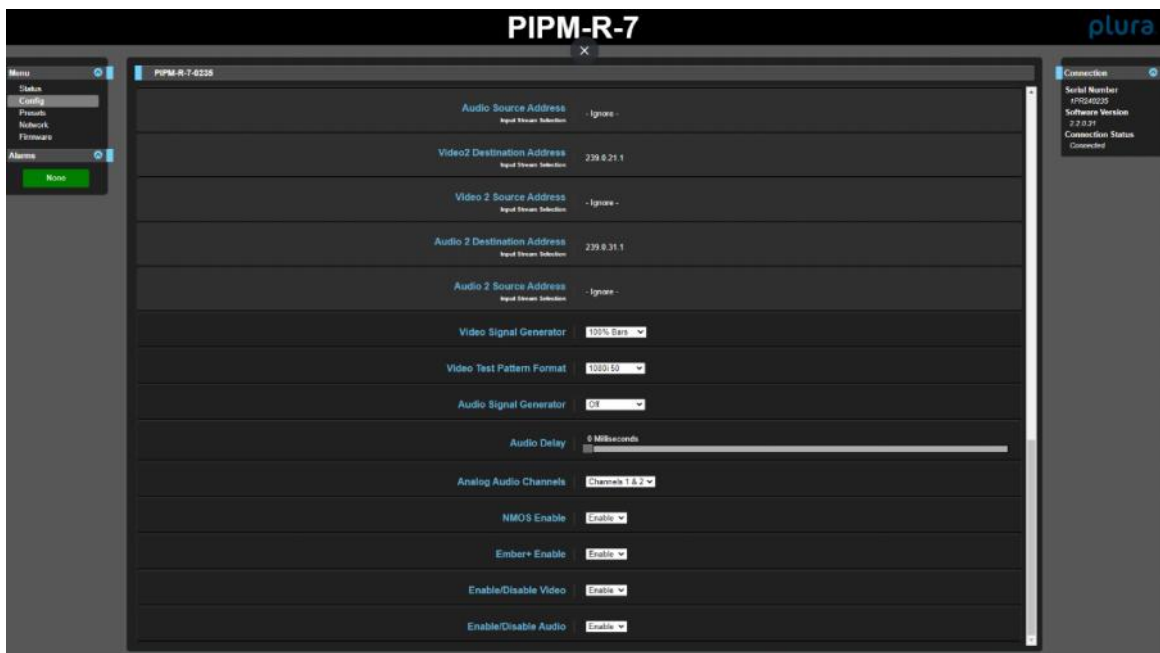 PIPM-R-7
plura
Menu
Status
Config
Presets
Network
Firmware
Alarms
None
PIPM-R-7-0235
Audio Source Address
Input Stream Selection
- Ignore -
Video2 Destination Address
Input Stream Selection
239.0.21.1
Video 2 Source Address
Input Stream Selection
- Ignore -
Audio 2 Destination Address
Input Stream Selection
239.0.31.1
Audio 2 Source Address
Input Stream Selection
- Ignore -
Video Signal Generator
100% Bars
Video Test Pattern Format
1080i 50
Audio Signal Generator
Off
Audio Delay
0 Milliseconds
Analog Audio Channels
Channels 1 & 2
NMOS Enable
Enable
Ember+ Enable
Enable
Enable/Disable Video
Enable
Enable/Disable Audio
Enable
Connection
Serial Number
1PR240235
Software Version
2.2.0.31
Connection Status
Connected